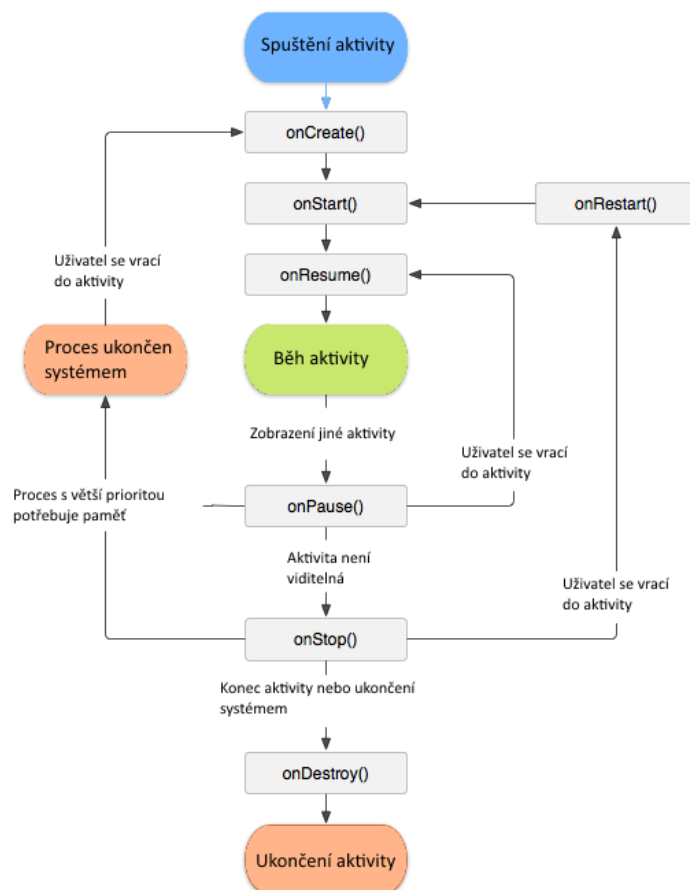 Spuštění aktivity
onCreate()
onStart()
onRestart()
Uživatel se vrací
do aktivity
onResume()
Proces ukončen
systémem
Běh aktivity
Zobrazení jiné aktivity
Uživatel se vrací
do aktivity
Proces s větší prioritou
potřebuje paměť
onPause()
Aktivita není
viditelná
Uživatel se vrací
do aktivity
onStop()
Konec aktivity nebo ukončení
systémem
onDestroy()
Ukončení aktivity